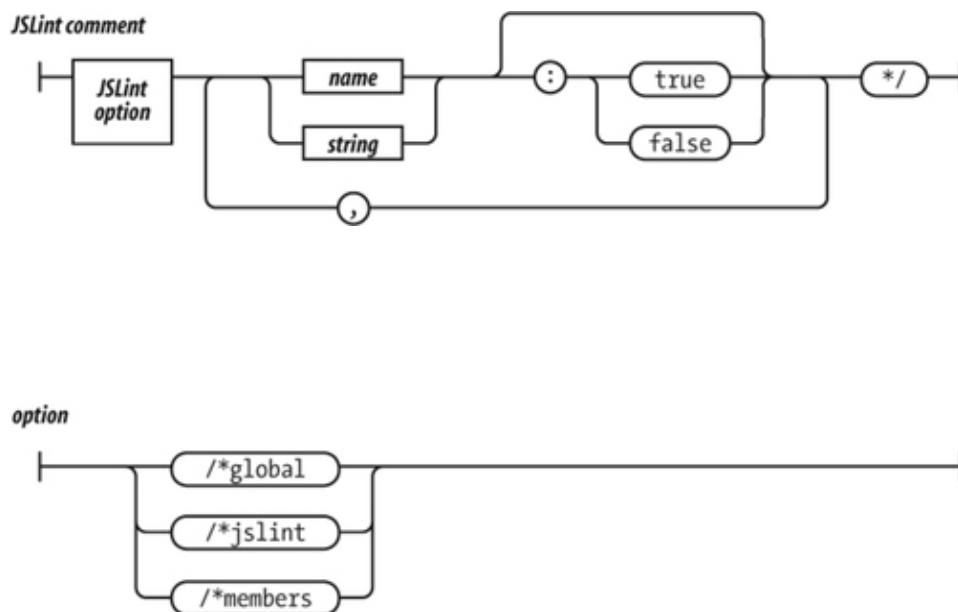 JSLint comment
JSLint
option
name
:
true
*/
string
false
,
option
/*global
/*jslint
/*members